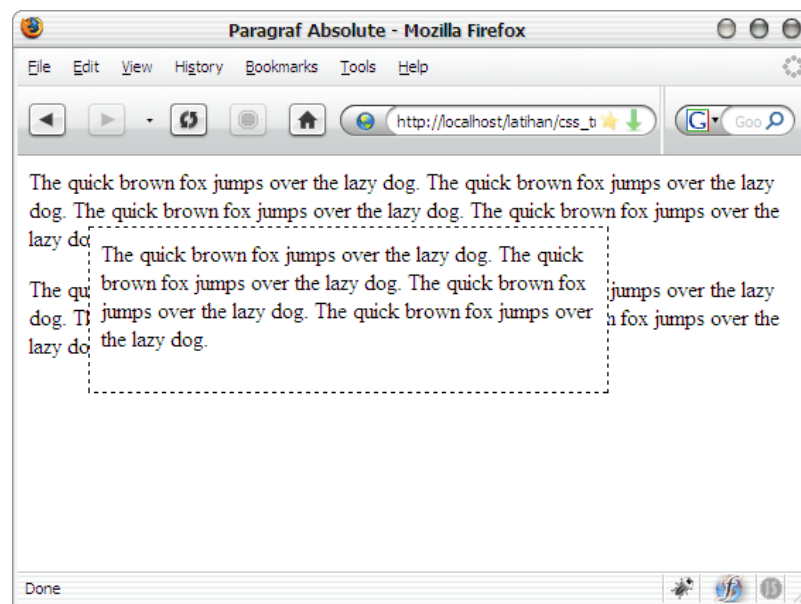 Paragraf Absolute - Mozilla Firefox
File Edit View History Bookmarks Tools Help
http://localhost/latihan/css_t G Goo
The quick brown fox jumps over the lazy dog. The quick brown fox jumps over the lazy
dog. The quick brown fox jumps over the lazy dog. The quick brown fox jumps over the
lazy do
The quick brown fox jumps over the lazy dog. The quick
brown fox jumps over the lazy dog. The quick brown fox
jumps over the lazy dog. The quick brown fox jumps over
the lazy dog.
The qu jumps over the lazy
dog. T n fox jumps over the
lazy do
Done